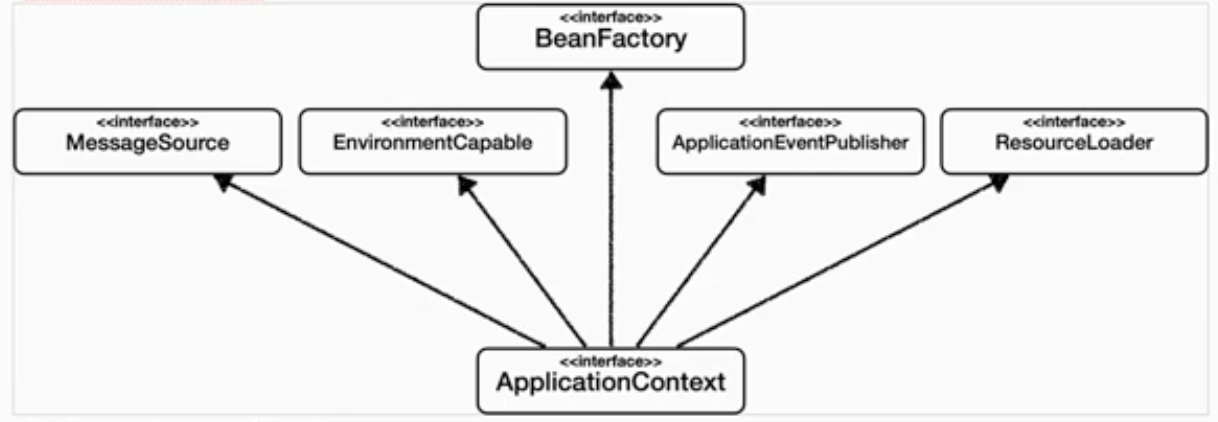 <<interface>>
BeanFactory
<<interface>>
MessageSource
<<interface>>
EnvironmentCapable
<<interface>>
ApplicationEventPublisher
<<interface>>
ResourceLoader
<<interface>>
ApplicationContext